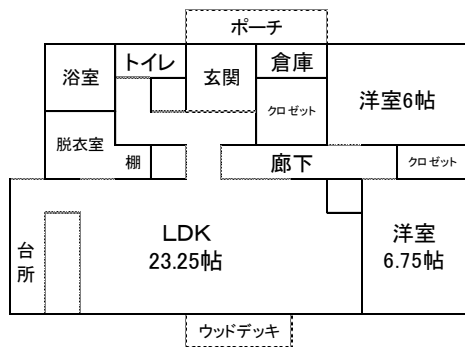 ポーチ
浴室
トイレ
玄関
倉庫
クロゼット
洋室6帖
脱衣室
棚
廊下
クロゼット
台所
LDK
23.25帖
洋室
6.75帖
ウッドデッキ